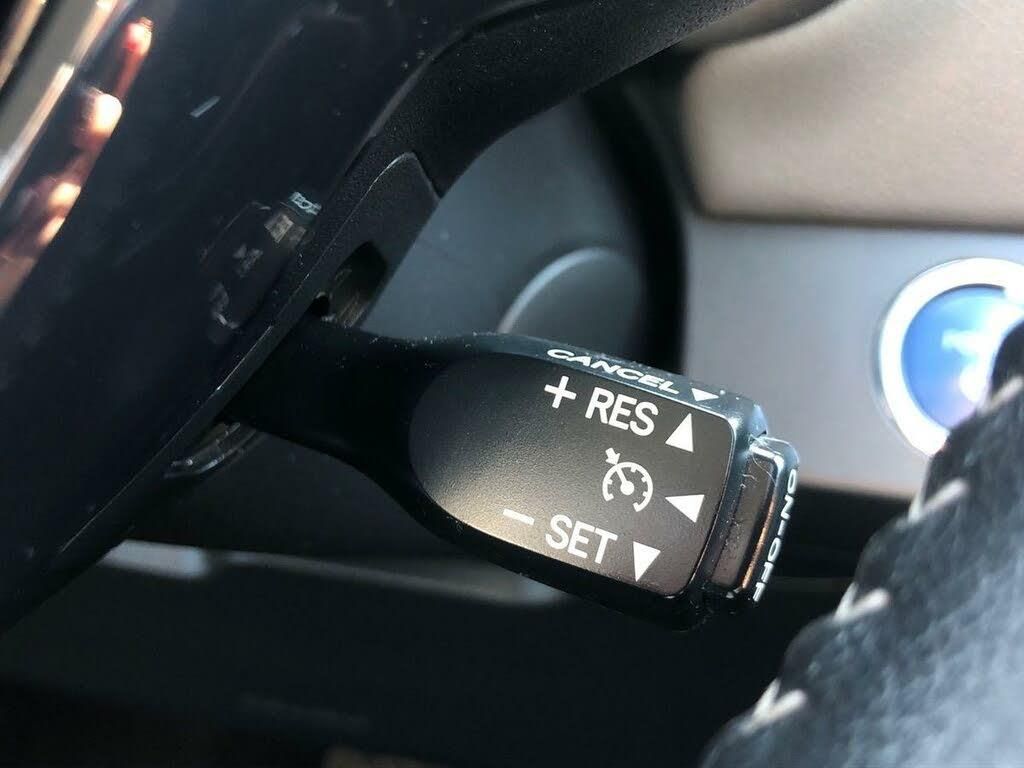 CANCEL ▼
+ RES ▲
◀
− SET ▼
ON-OFF